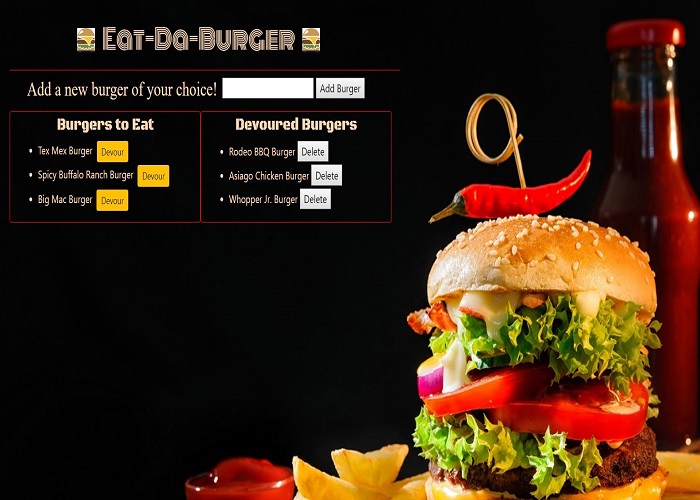 Eat-Da-Burger
Add a new burger of your choice! Add Burger
Burgers to Eat
Tex Mex Burger Devour
Spicy Buffalo Ranch Burger Devour
Big Mac Burger Devour
Devoured Burgers
Rodeo BBQ Burger Delete
Asiago Chicken Burger Delete
Whopper Jr. Burger Delete